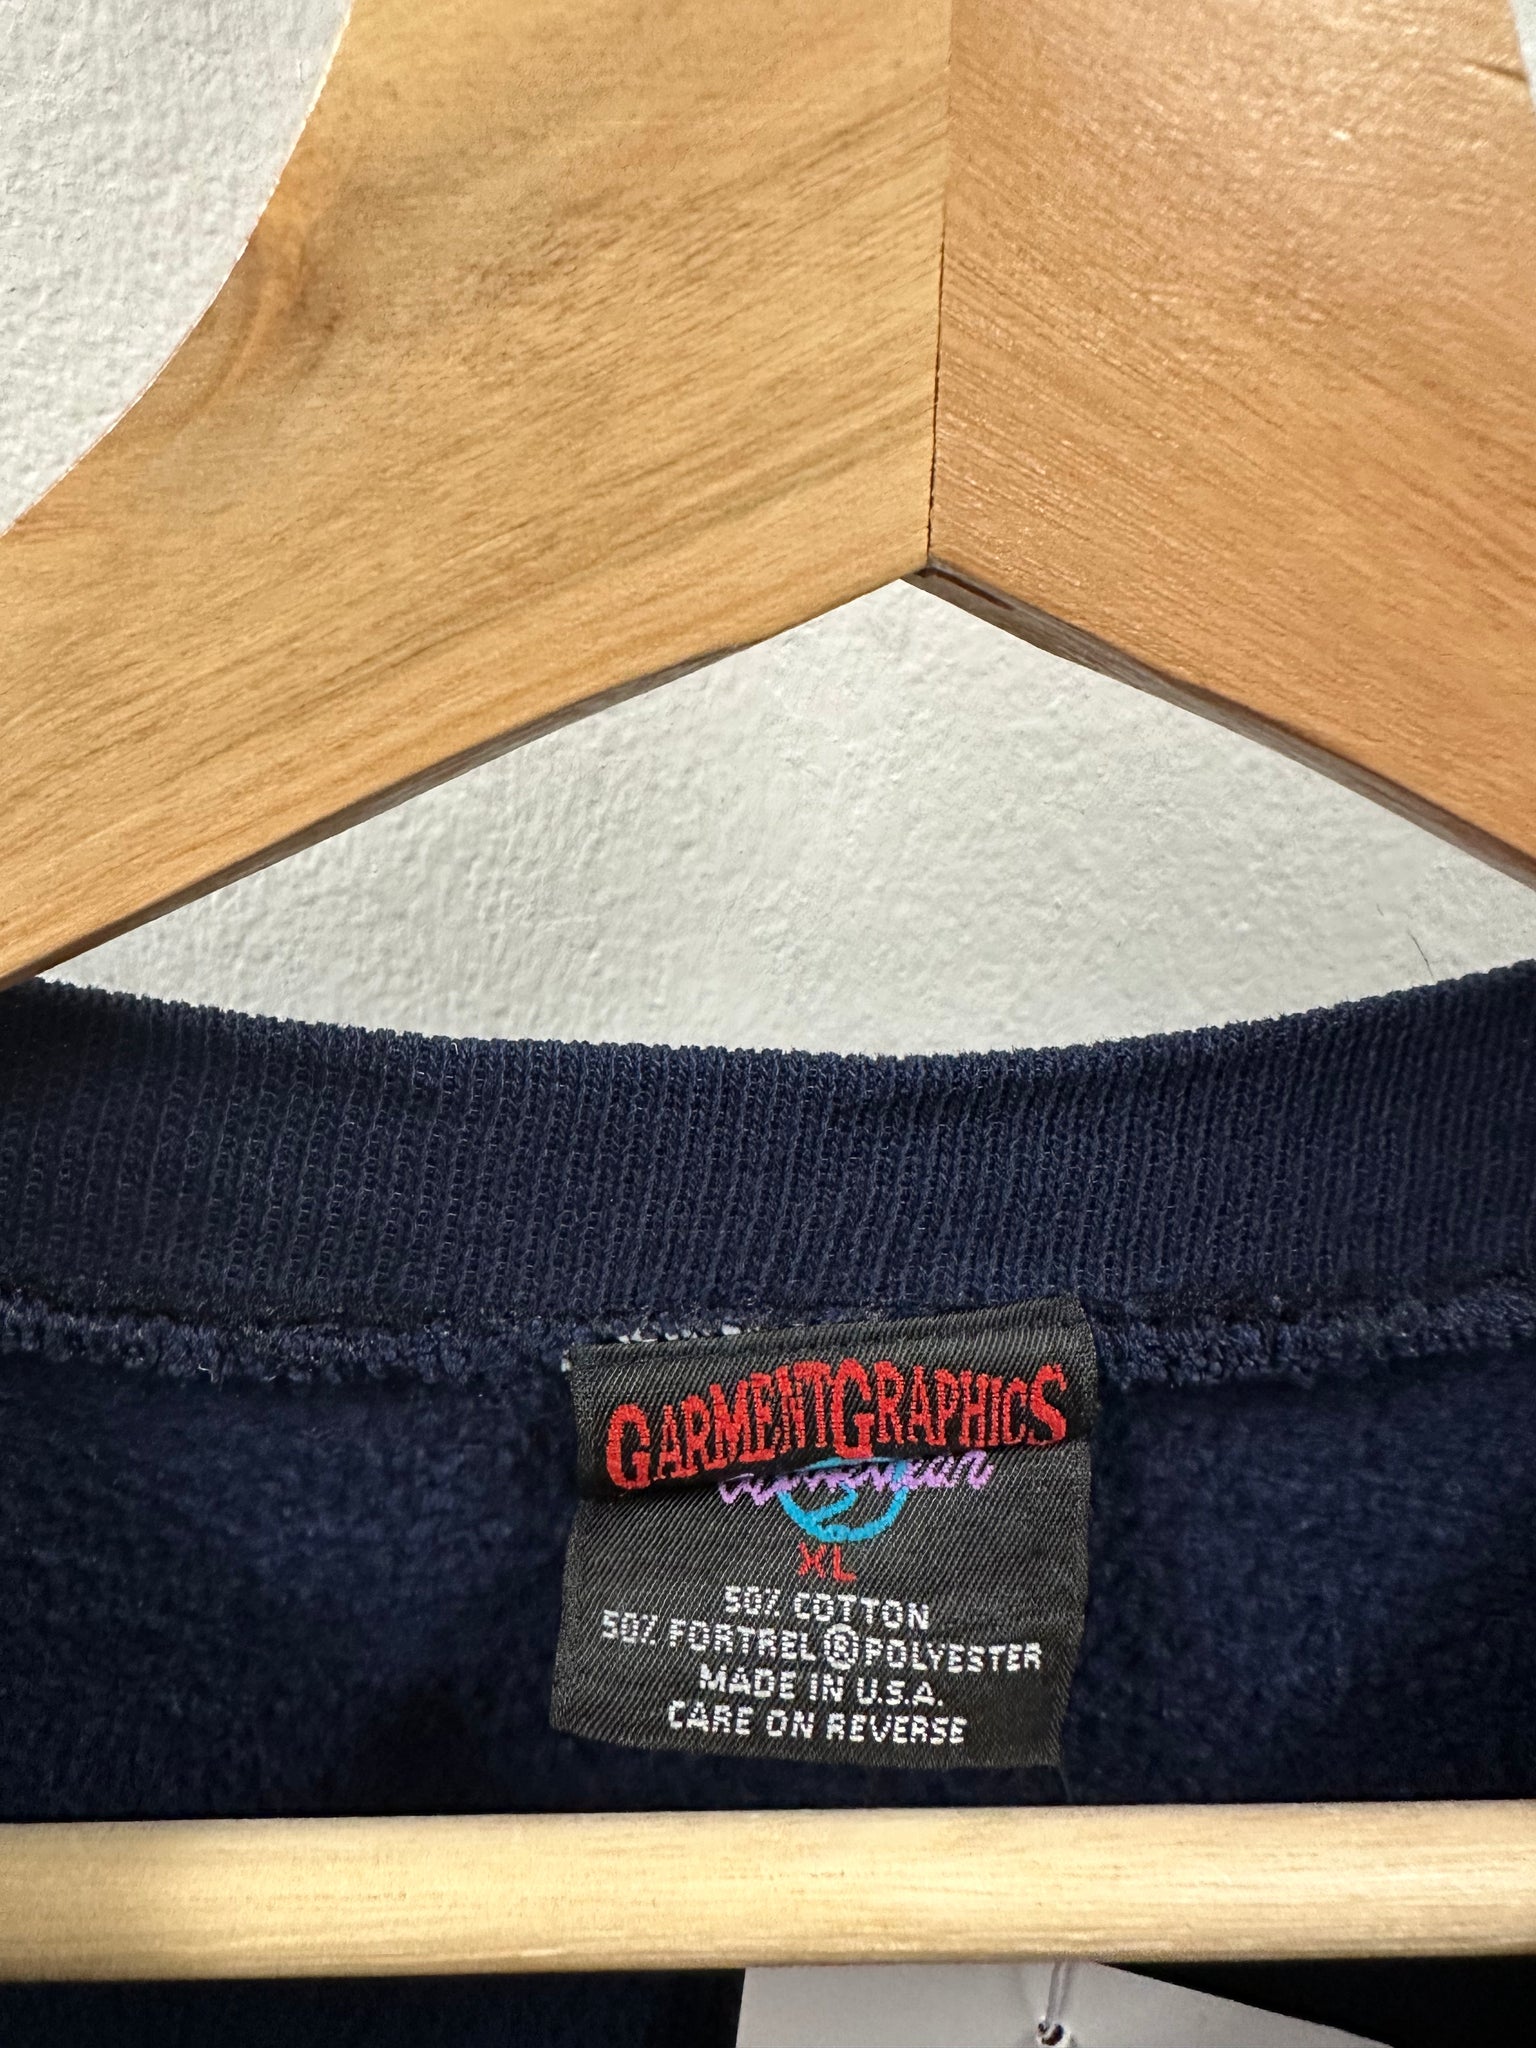 GARMENTGRAPHICS
XL
50% COTTON
50% FORTREL®POLYESTER
MADE IN U.S.A.
CARE ON REVERSE